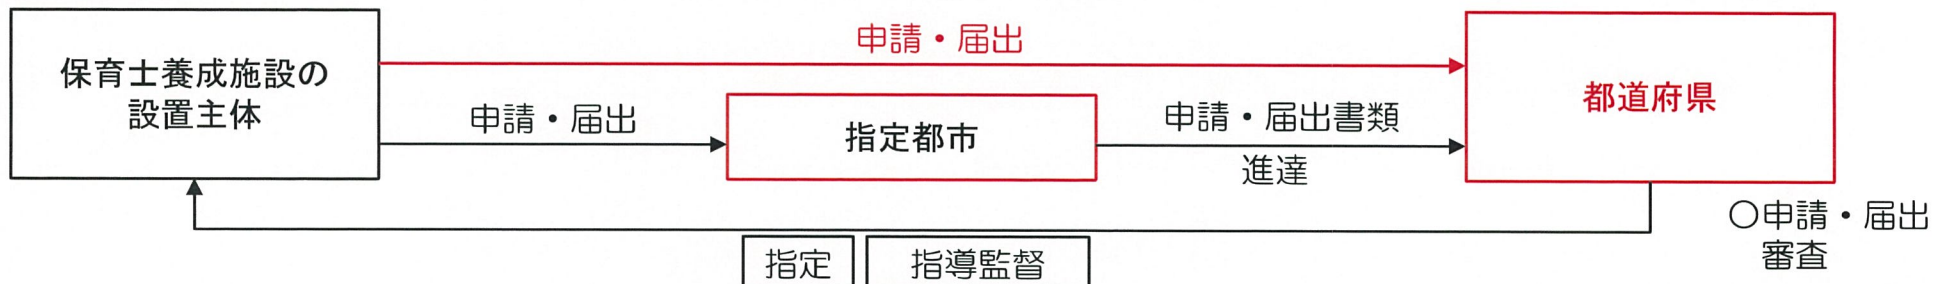 保育士養成施設の
設置主体
申請・届出
申請・届出
指定都市
申請・届出書類
進達
都道府県
〇申請・届出
審査
指定
指導監督